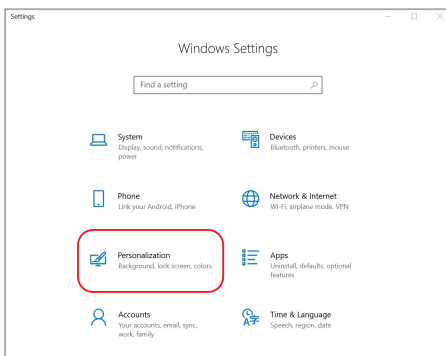 Settings
Windows Settings
Find a setting
System
Display, sound, notifications,
power
Devices
Bluetooth, printers, mouse
Phone
Link your Android, iPhone
Network & Internet
Wi-Fi, airplane mode, VPN
Personalization
Background, lock screen, colors
Apps
Uninstall, defaults, optional
features
Accounts
Your accounts, email, sync,
work, family
Time & Language
Speech, region, date